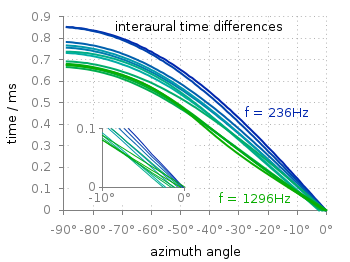 interaural time differences
0.9
0.8
0.7
0.6
0.5
0.4
0.3
0.2
0.1
0
time / ms
f = 236Hz
f = 1296Hz
0.1
0
-10° 0°
-90° -80° -70° -60° -50° -40° -30° -20° -10° 0°
azimuth angle